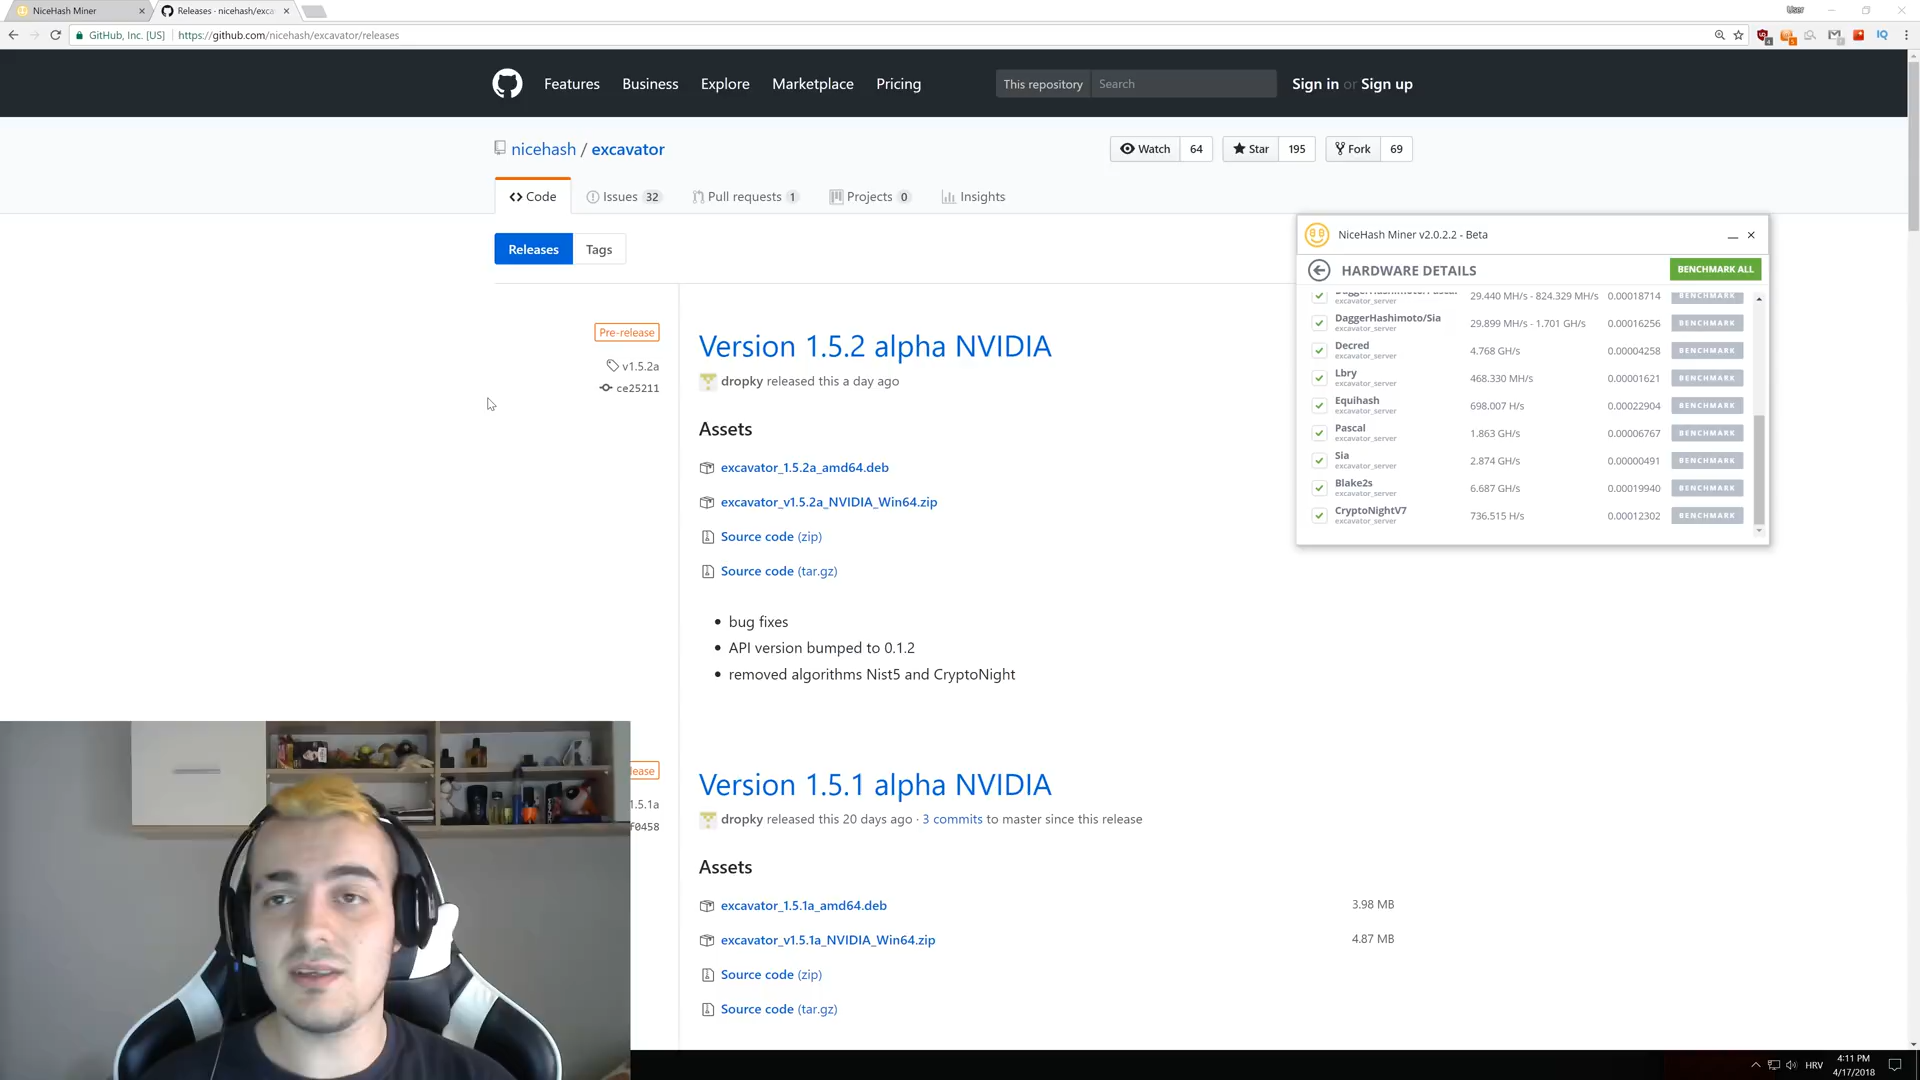 NiceHash Miner
Releases · nicehash/exca
User
GitHub, Inc. [US]
https://github.com/nicehash/excavator/releases
IQ
Features
Business
Explore
Marketplace
Pricing
This repository
Search
Sign in or Sign up
nicehash / excavator
Watch 64
Star 195
Fork 69
Code
Issues 32
Pull requests 1
Projects 0
Insights
Releases
Tags
Pre-release
v1.5.2a
ce25211
Version 1.5.2 alpha NVIDIA
dropky released this a day ago
Assets
excavator_1.5.2a_amd64.deb
excavator_v1.5.2a_NVIDIA_Win64.zip
Source code (zip)
Source code (tar.gz)
bug fixes
API version bumped to 0.1.2
removed algorithms Nist5 and CryptoNight
lease
1.5.1a
f0458
Version 1.5.1 alpha NVIDIA
dropky released this 20 days ago · 3 commits to master since this release
Assets
excavator_1.5.1a_amd64.deb 3.98 MB
excavator_v1.5.1a_NVIDIA_Win64.zip 4.87 MB
Source code (zip)
Source code (tar.gz)
NiceHash Miner v2.0.2.2 - Beta
HARDWARE DETAILS
BENCHMARK ALL
DaggerHashimoto/Pascal 29.440 MH/s - 824.329 MH/s 0.00018714 BENCHMARK
excavator_server
DaggerHashimoto/Sia 29.899 MH/s - 1.701 GH/s 0.00016256 BENCHMARK
excavator_server
Decred 4.768 GH/s 0.00004258 BENCHMARK
excavator_server
Lbry 468.330 MH/s 0.00001621 BENCHMARK
excavator_server
Equihash 698.007 H/s 0.00022904 BENCHMARK
excavator_server
Pascal 1.863 GH/s 0.00006767 BENCHMARK
excavator_server
Sia 2.874 GH/s 0.00000491 BENCHMARK
excavator_server
Blake2s 6.687 GH/s 0.00019940 BENCHMARK
excavator_server
CryptoNightV7 736.515 H/s 0.00012302 BENCHMARK
excavator_server
HRV
4:11 PM
4/17/2018